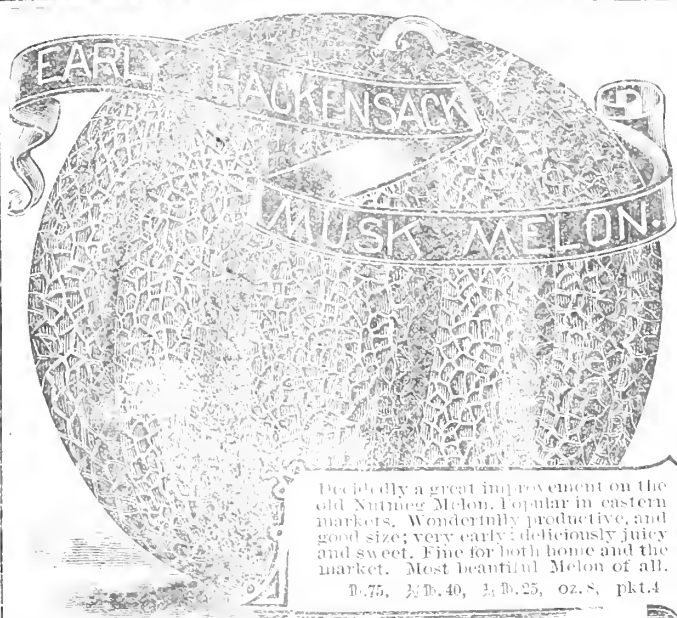 EARLY HACKENSACK
MUSK MELON.
Decidedly a great improvement on the
old Nutmeg Melon. Popular in eastern
markets. Wonderfully productive, and
good size; very early; deliciously juicy
and sweet. Fine for both home and the
market. Most beautiful Melon of all.
lb.75, ½ lb.40, ¼ lb.25, oz.8, pkt.4